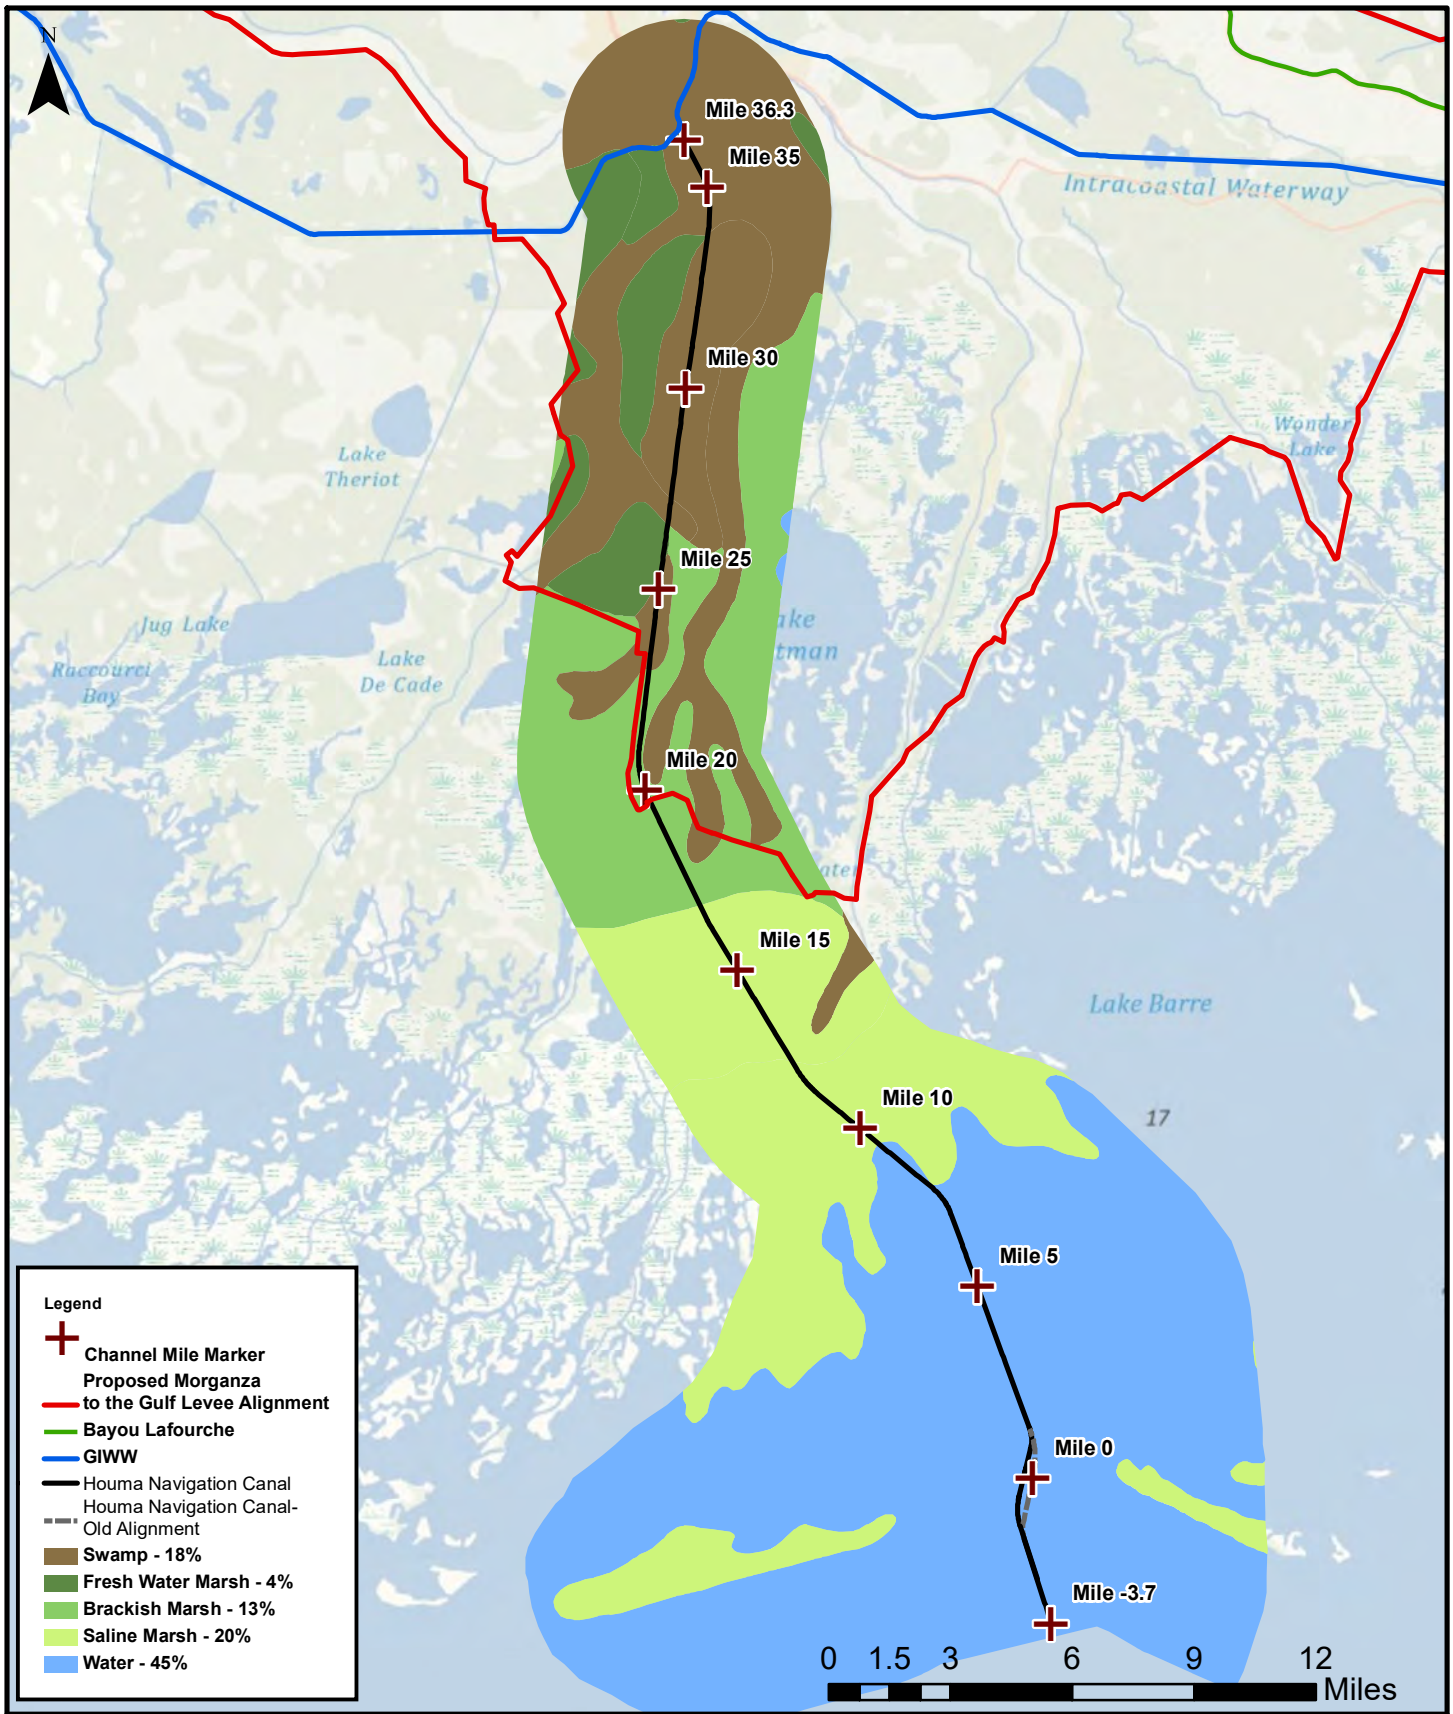 N
Mile 36.3
Mile 35
Intracoastal Waterway
Mile 30
Wonder
Lake
Lake
Theriot
Mile 25
Jug Lake
ake
tman
Lake
De Cade
Raccourci
Bay
Mile 20
ater
Mile 15
Lake Barre
Mile 10
17
Mile 5
Legend
Channel Mile Marker
Proposed Morganza
to the Gulf Levee Alignment
Bayou Lafourche
GIWW
Houma Navigation Canal
Houma Navigation Canal-
Old Alignment
Swamp - 18%
Fresh Water Marsh - 4%
Brackish Marsh - 13%
Saline Marsh - 20%
Water - 45%
Mile 0
Mile -3.7
0 1.5 3 6 9 12
Miles